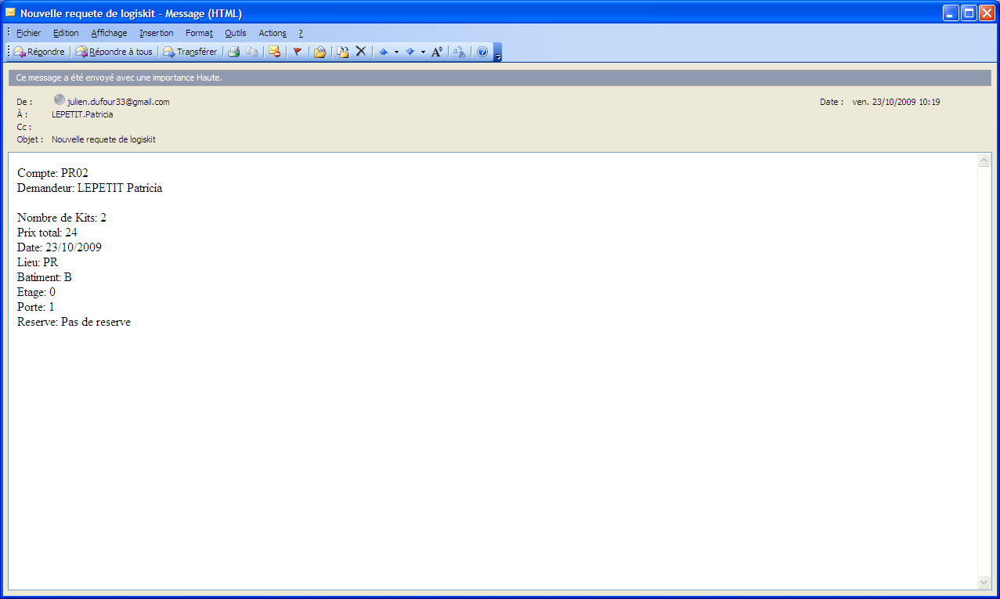 Nouvelle requete de logiskit - Message (HTML)
Fichier Edition Affichage Insertion Format Outils Actions ?
Répondre Répondre à tous Transférer
Ce message a été envoyé avec une importance Haute.
De : julien.dufour33@gmail.com Date : ven. 23/10/2009 10:19
À : LEPETIT.Patricia
Cc :
Objet : Nouvelle requete de logiskit
Compte: PR02
Demandeur: LEPETIT Patricia
Nombre de Kits: 2
Prix total: 24
Date: 23/10/2009
Lieu: PR
Batiment: B
Etage: 0
Porte: 1
Reserve: Pas de reserve